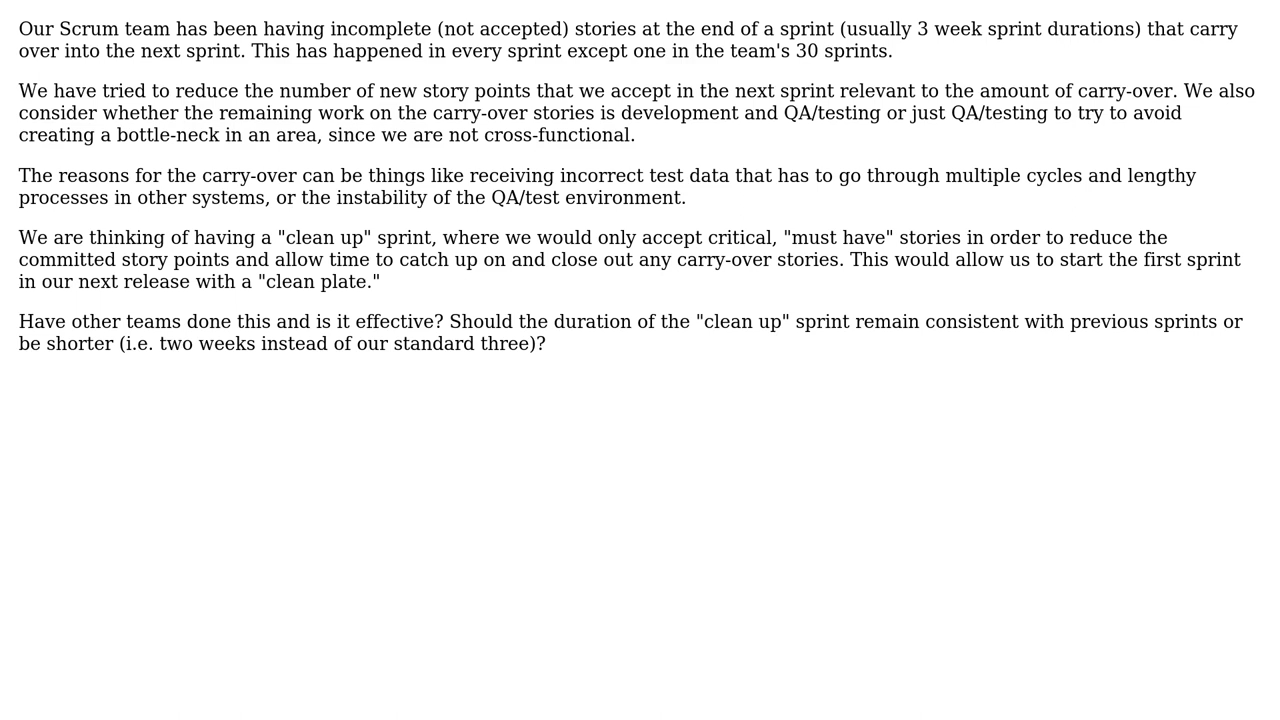 Our Scrum team has been having incomplete (not accepted) stories at the end of a sprint (usually 3 week sprint durations) that carry
over into the next sprint. This has happened in every sprint except one in the team's 30 sprints.
We have tried to reduce the number of new story points that we accept in the next sprint relevant to the amount of carry-over. We also
consider whether the remaining work on the carry-over stories is development and QA/testing or just QA/testing to try to avoid
creating a bottle-neck in an area, since we are not cross-functional.
The reasons for the carry-over can be things like receiving incorrect test data that has to go through multiple cycles and lengthy
processes in other systems, or the instability of the QA/test environment.
We are thinking of having a "clean up" sprint, where we would only accept critical, "must have" stories in order to reduce the
committed story points and allow time to catch up on and close out any carry-over stories. This would allow us to start the first sprint
in our next release with a "clean plate."
Have other teams done this and is it effective? Should the duration of the "clean up" sprint remain consistent with previous sprints or
be shorter (i.e. two weeks instead of our standard three)?